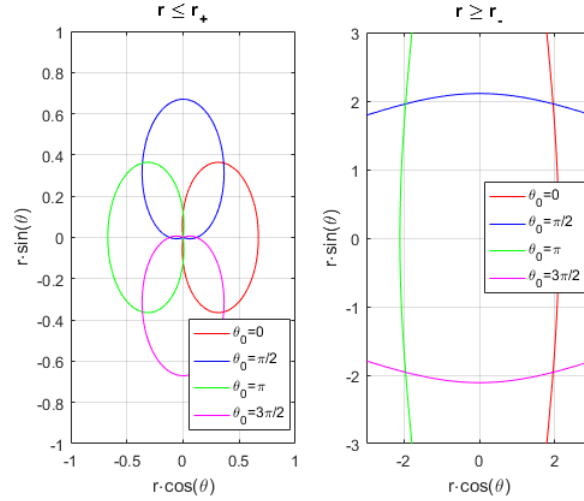 r ≤ r₊
1
0.8
0.6
0.4
0.2
0
-0.2
-0.4
-0.6
-0.8
-1
-1
-0.5
0
0.5
1
r·sin(θ)
r·cos(θ)
θ₀=0
θ₀=π/2
θ₀=π
θ₀=3π/2
r ≥ r₋
3
2
1
0
-1
-2
-3
-2
0
2
r·sin(θ)
r·cos(θ)
θ₀=0
θ₀=π/2
θ₀=π
θ₀=3π/2